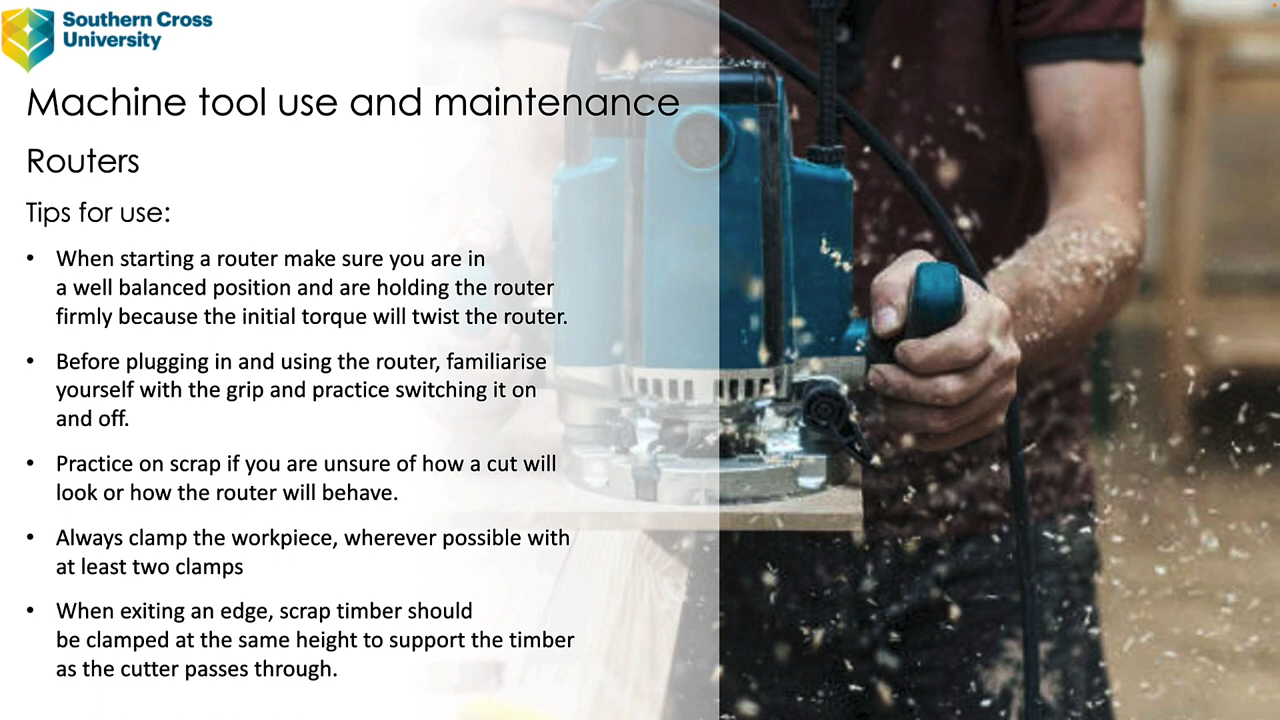 Southern Cross
University
Machine tool use and maintenance
Routers
Tips for use:
• When starting a router make sure you are in
a well balanced position and are holding the router
firmly because the initial torque will twist the router.
• Before plugging in and using the router, familiarise
yourself with the grip and practice switching it on
and off.
• Practice on scrap if you are unsure of how a cut will
look or how the router will behave.
• Always clamp the workpiece, wherever possible with
at least two clamps
• When exiting an edge, scrap timber should
be clamped at the same height to support the timber
as the cutter passes through.